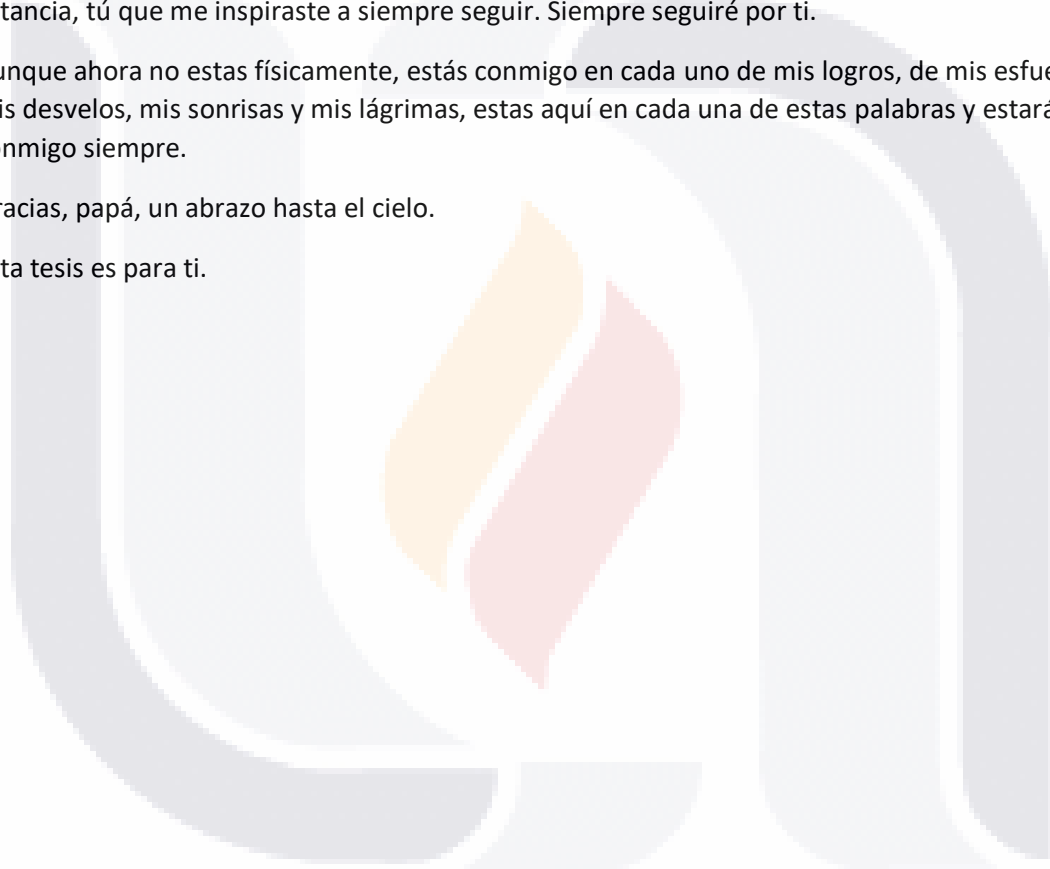 tancia, tú que me inspiraste a siempre seguir. Siempre seguiré por ti.
unque ahora no estas físicamente, estás conmigo en cada uno de mis logros, de mis esfue
is desvelos, mis sonrisas y mis lágrimas, estas aquí en cada una de estas palabras y estará
onmigo siempre.
racias, papá, un abrazo hasta el cielo.
ta tesis es para ti.